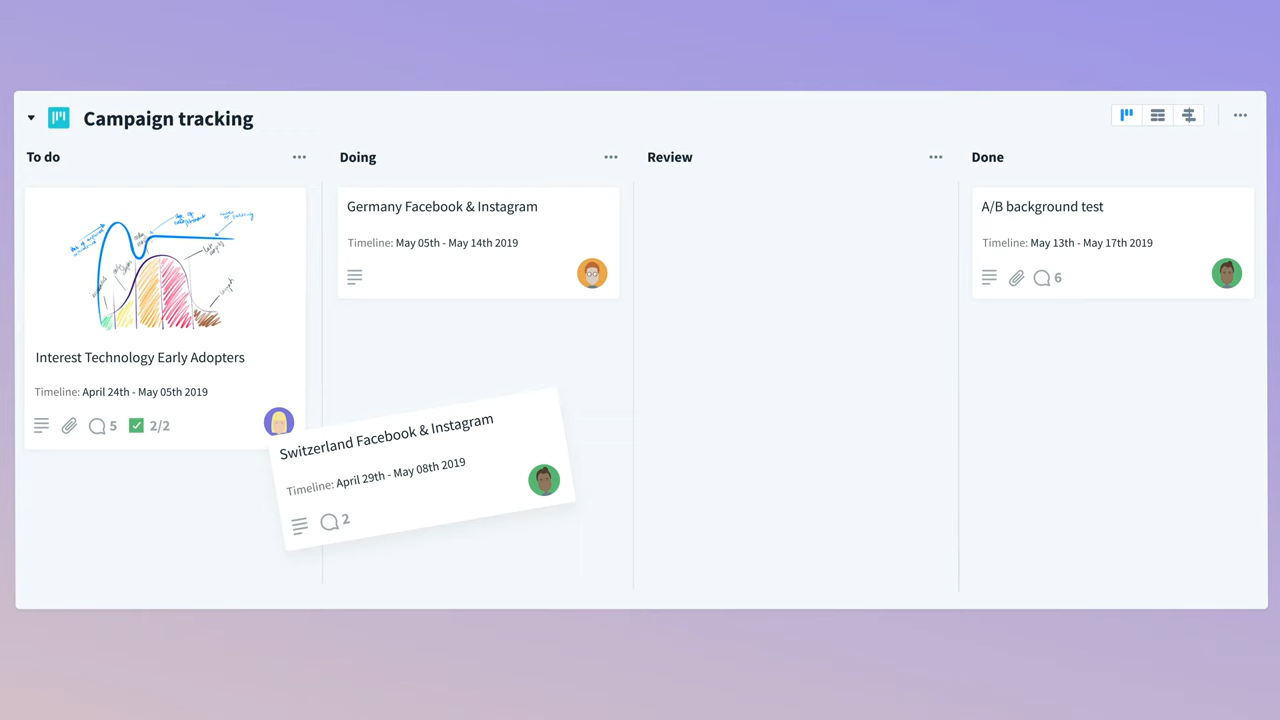 Campaign tracking
To do
Doing
Review
Done
Interest Technology Early Adopters
Timeline: April 24th - May 05th 2019
5
2/2
Germany Facebook & Instagram
Timeline: May 05th - May 14th 2019
Switzerland Facebook & Instagram
Timeline: April 29th - May 08th 2019
2
A/B background test
Timeline: May 13th - May 17th 2019
6